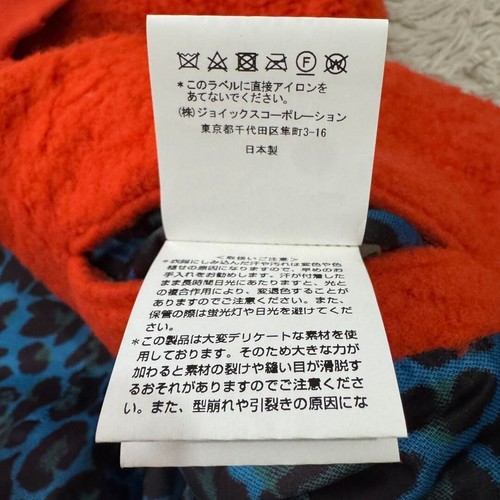 *このラベルに直接アイロンを
あてないでください。
(株)ジョイックスコーポレーション
東京都千代田区隼町3-16
日本製
<取扱いご注意>
*衣服にしみ込んだ汗や汚れは変色や色
褪せの原因になりますので、早めのお
手入れをお勧めします。汗が付着した
まま長時間日光にあたりますと、光と
の複合作用により、変退色することが
ありますのでご注意ください。また、
保管の際は蛍光灯や日光を避けてくだ
さい。
*この製品は大変デリケートな素材を使
用しております。そのため大きな力が
加わると素材の裂けや縫い目が滑脱す
るおそれがありますのでご注意くださ
い。また、型崩れや引裂きの原因にな